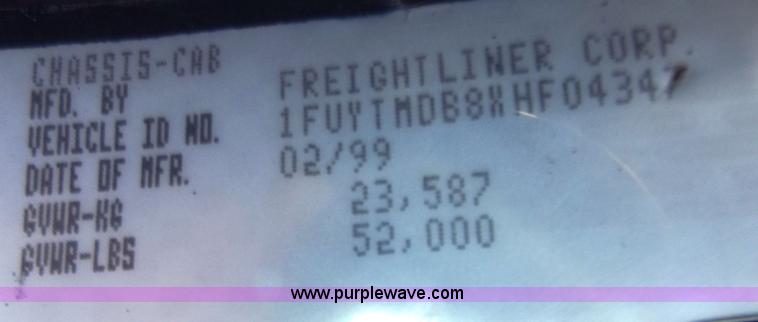 CHASSIS-CAB
MFD. BY FREIGHTLINER CORP.
VEHICLE ID NO. 1FUYTMDB8XHF04347
DATE OF MFR. 02/99
GVWR-KG 23,587
GVWR-LBS 52,000
www.purplewave.com